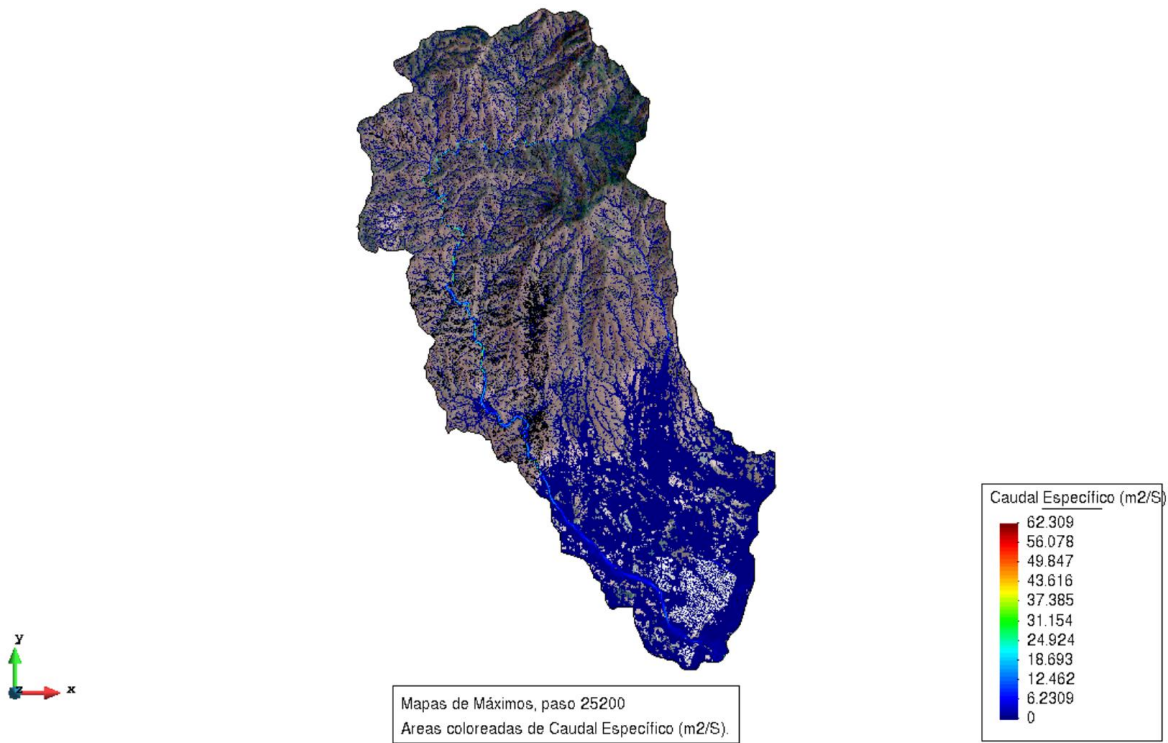 Caudal Específico (m2/S)
62.309
56.078
49.847
43.616
37.385
31.154
24.924
18.693
12.462
6.2309
0
y
z
x
Mapas de Máximos, paso 25200
Areas coloreadas de Caudal Específico (m2/S).